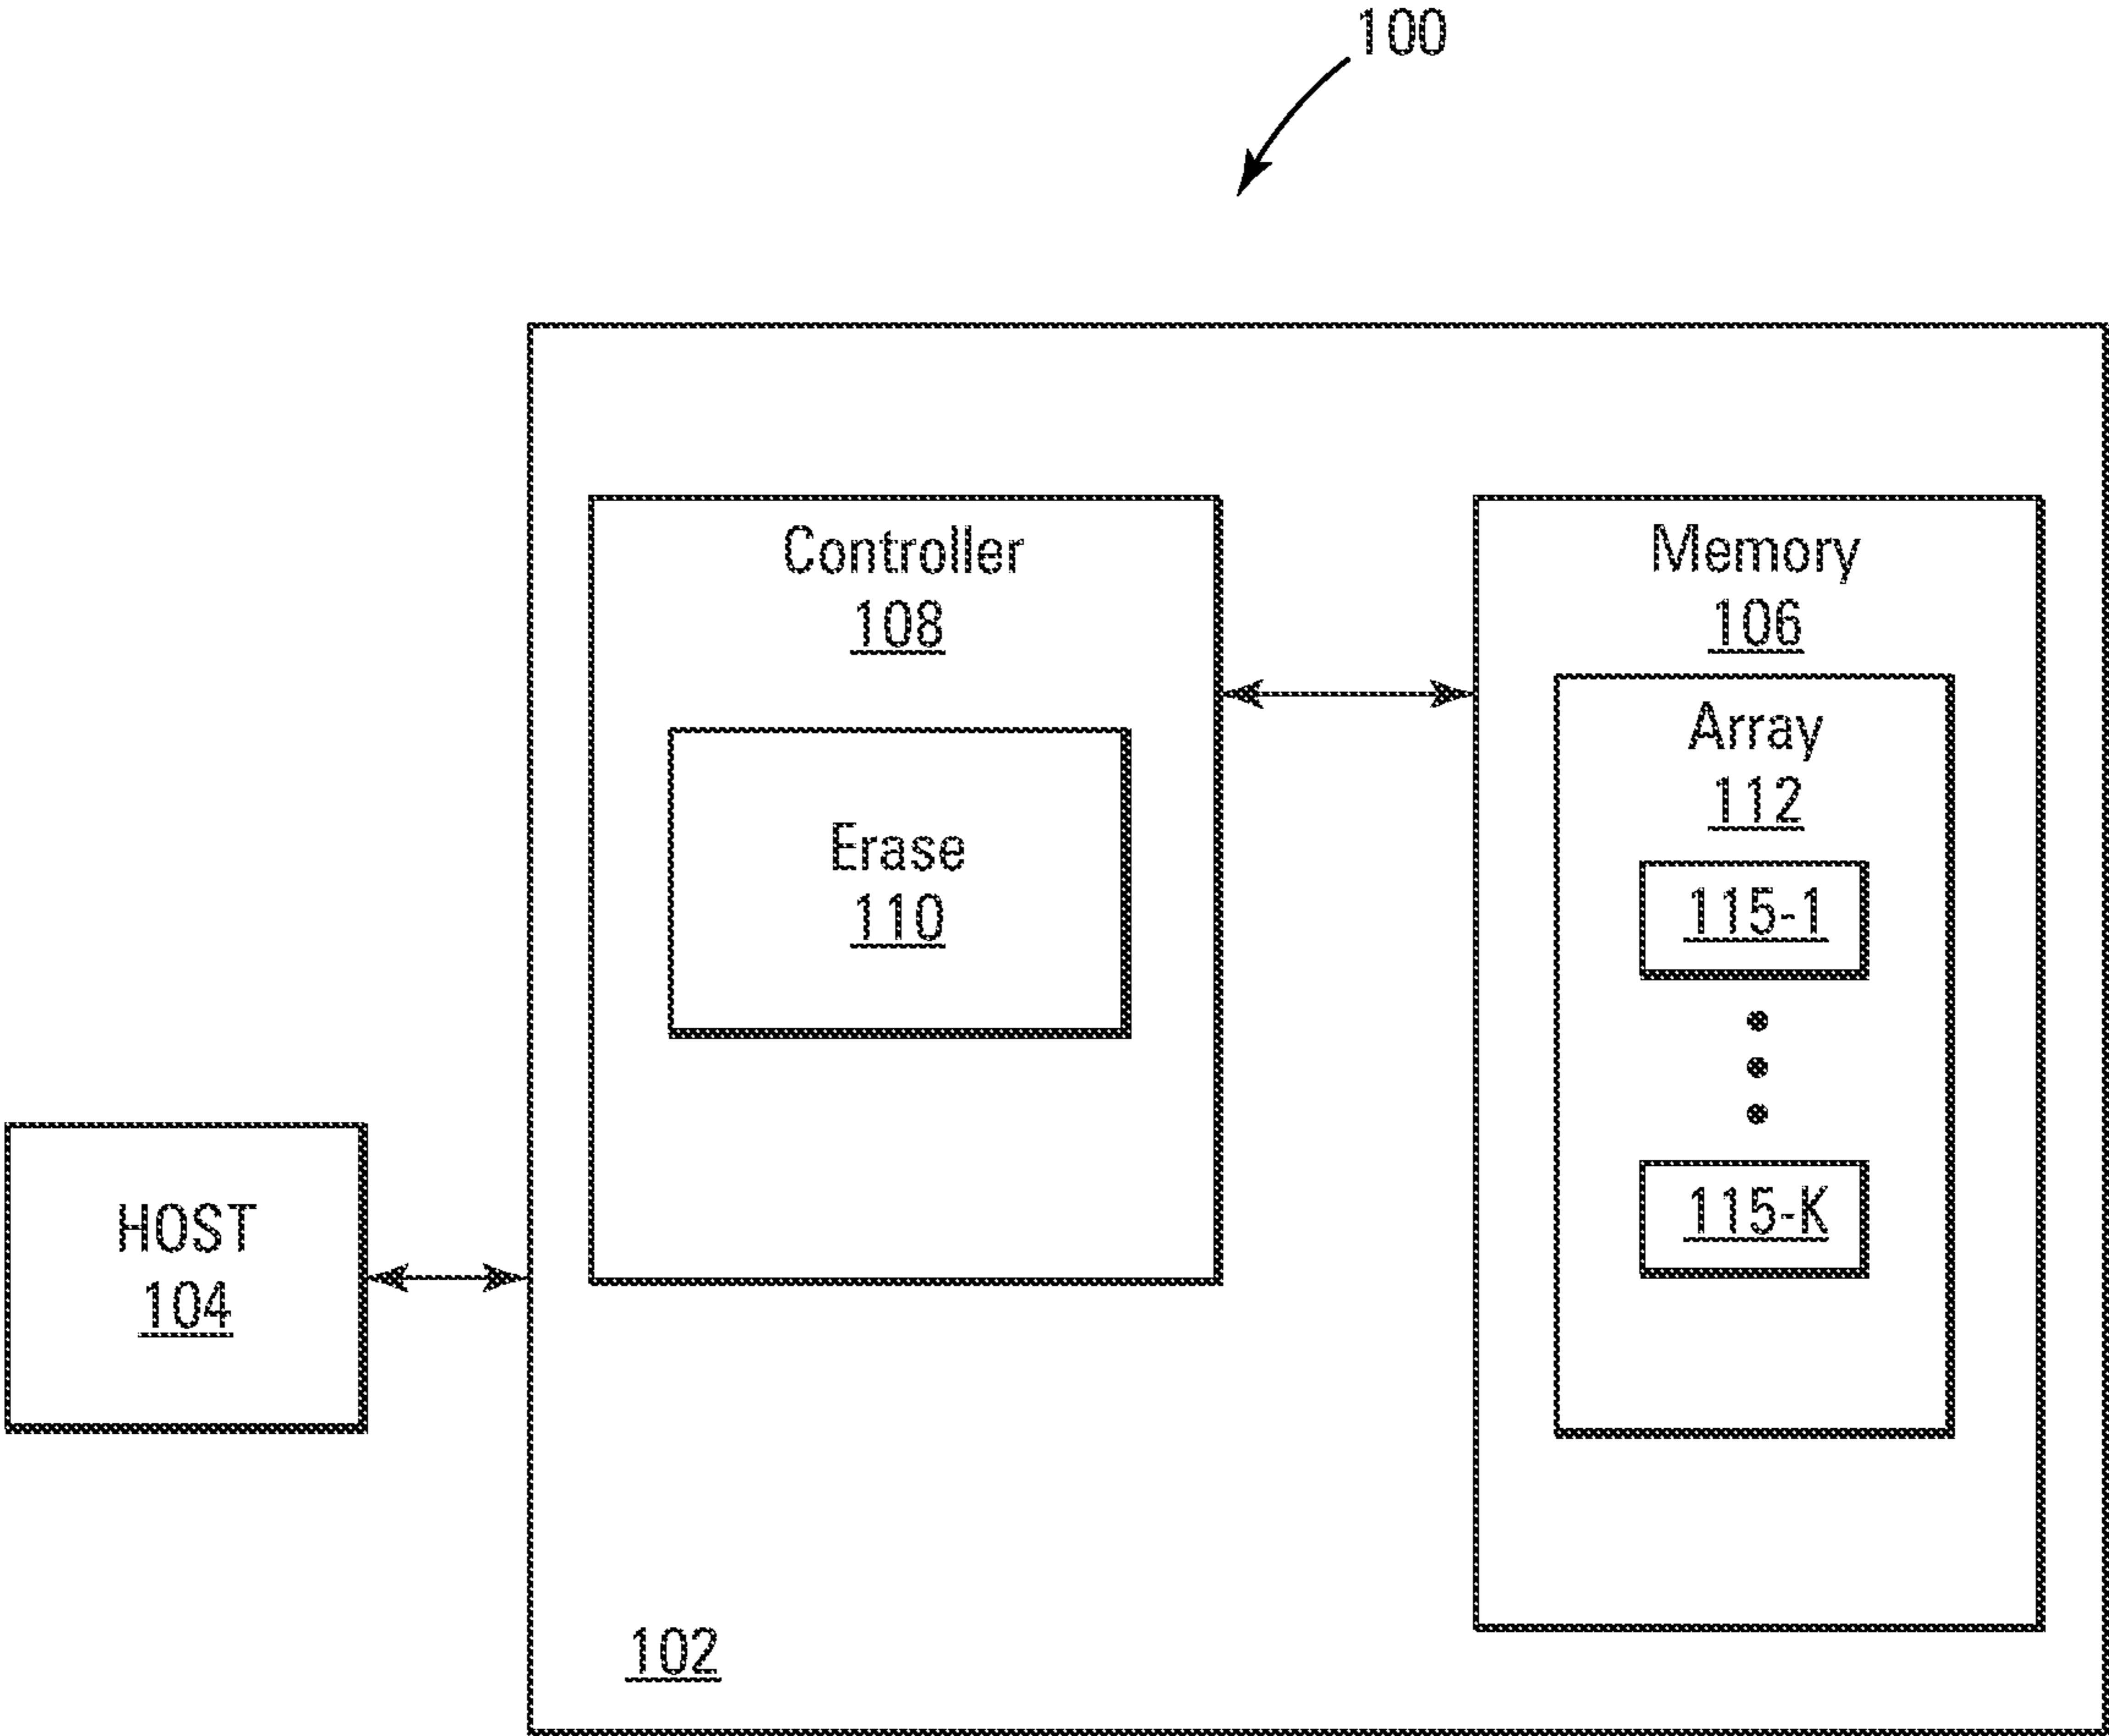 100
Controller
108
Memory
106
Array
112
Erase
110
115-1
115-K
HOST
104
102